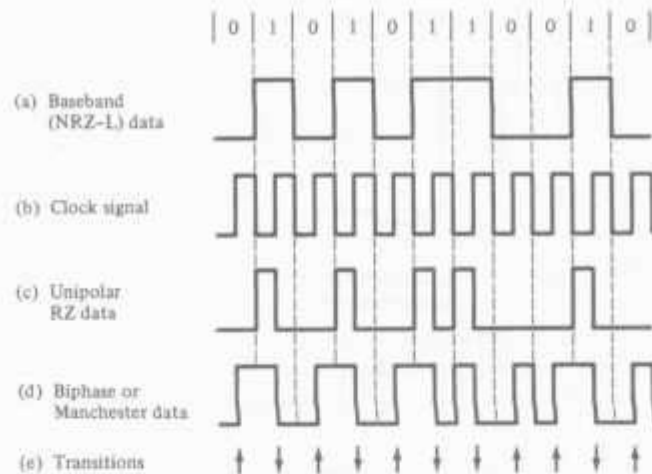 0 1 0 1 0 1 1 0 0 1 0
(a) Baseband
(NRZ-L) data
(b) Clock signal
(c) Unipolar
RZ data
(d) Biphase or
Manchester data
(e) Transitions